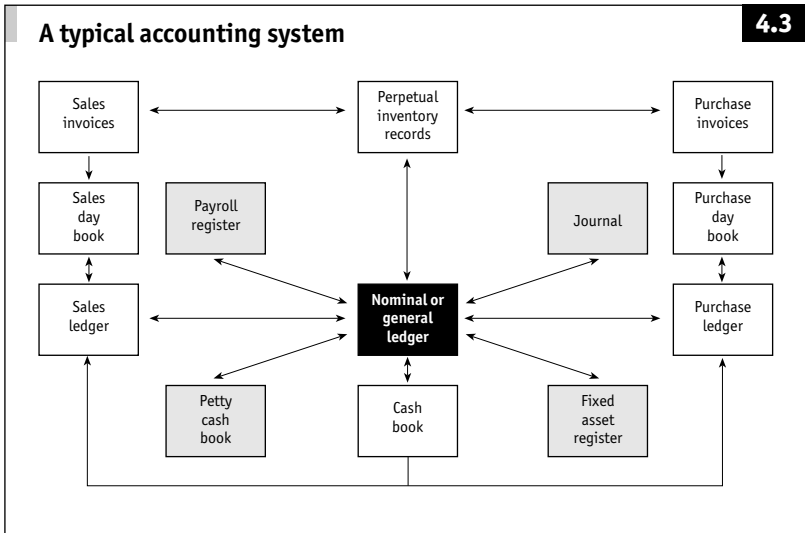 A typical accounting system
4.3
Sales
invoices
Perpetual
inventory
records
Purchase
invoices
Sales
day
book
Payroll
register
Journal
Purchase
day
book
Sales
ledger
Nominal or
general
ledger
Purchase
ledger
Petty
cash
book
Cash
book
Fixed
asset
register